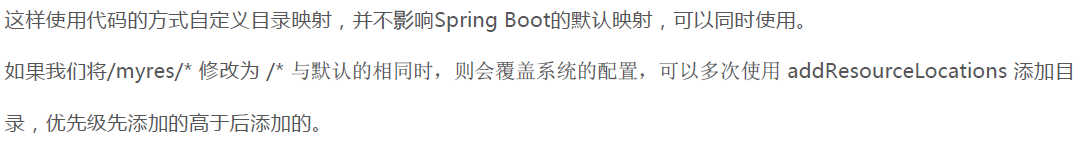 这样使用代码的方式自定义目录映射，并不影响Spring Boot的默认映射，可以同时使用。
如果我们将/myres/* 修改为 /* 与默认的相同时，则会覆盖系统的配置，可以多次使用 addResourceLocations 添加目
录，优先级先添加的高于后添加的。